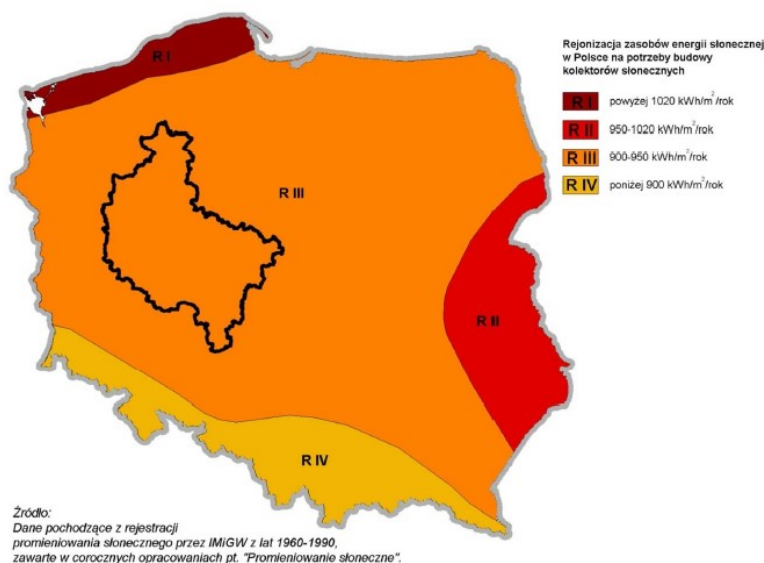 Rejonizacja zasobów energii słonecznej
w Polsce na potrzeby budowy
kolektorów słonecznych
R I powyżej 1020 kWh/m²/rok
R II 950-1020 kWh/m²/rok
R III 900-950 kWh/m²/rok
R IV poniżej 900 kWh/m²/rok
R I
R III
R II
R IV
Źródło:
Dane pochodzące z rejestracji
promieniowania słonecznego przez IMiGW z lat 1960-1990,
zawarte w corocznych opracowaniach pt. "Promieniowanie słoneczne".